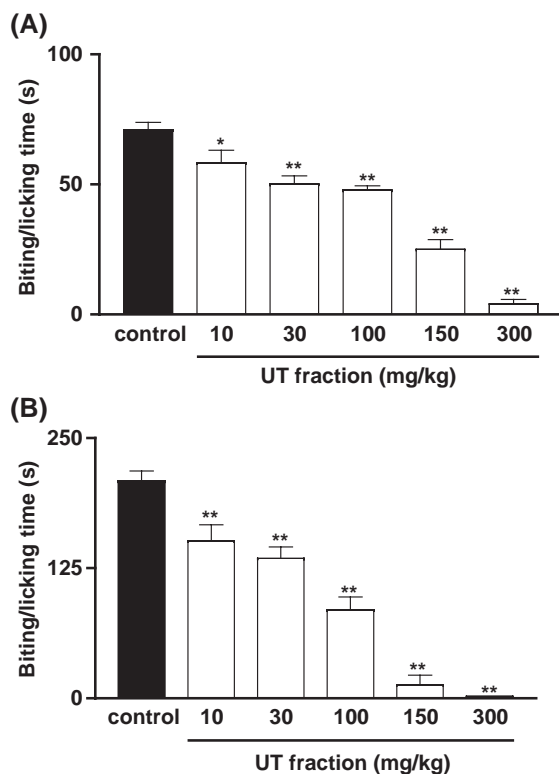 (A)
100
Biting/licking time (s)
50
0
* ** ** ** **
control 10 30 100 150 300
UT fraction (mg/kg)
(B)
250
Biting/licking time (s)
125
0
** ** ** ** **
control 10 30 100 150 300
UT fraction (mg/kg)